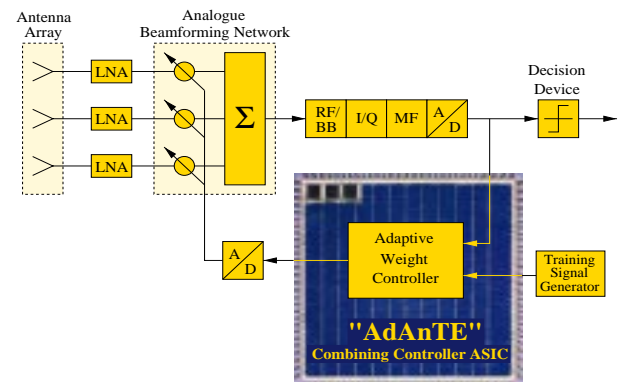 Antenna
Array
Analogue
Beamforming Network
LNA
LNA
LNA
Σ
RF/
BB
I/Q
MF
A
D
Decision
Device
A
D
Adaptive
Weight
Controller
Training
Signal
Generator
"AdAnTE"
Combining Controller ASIC